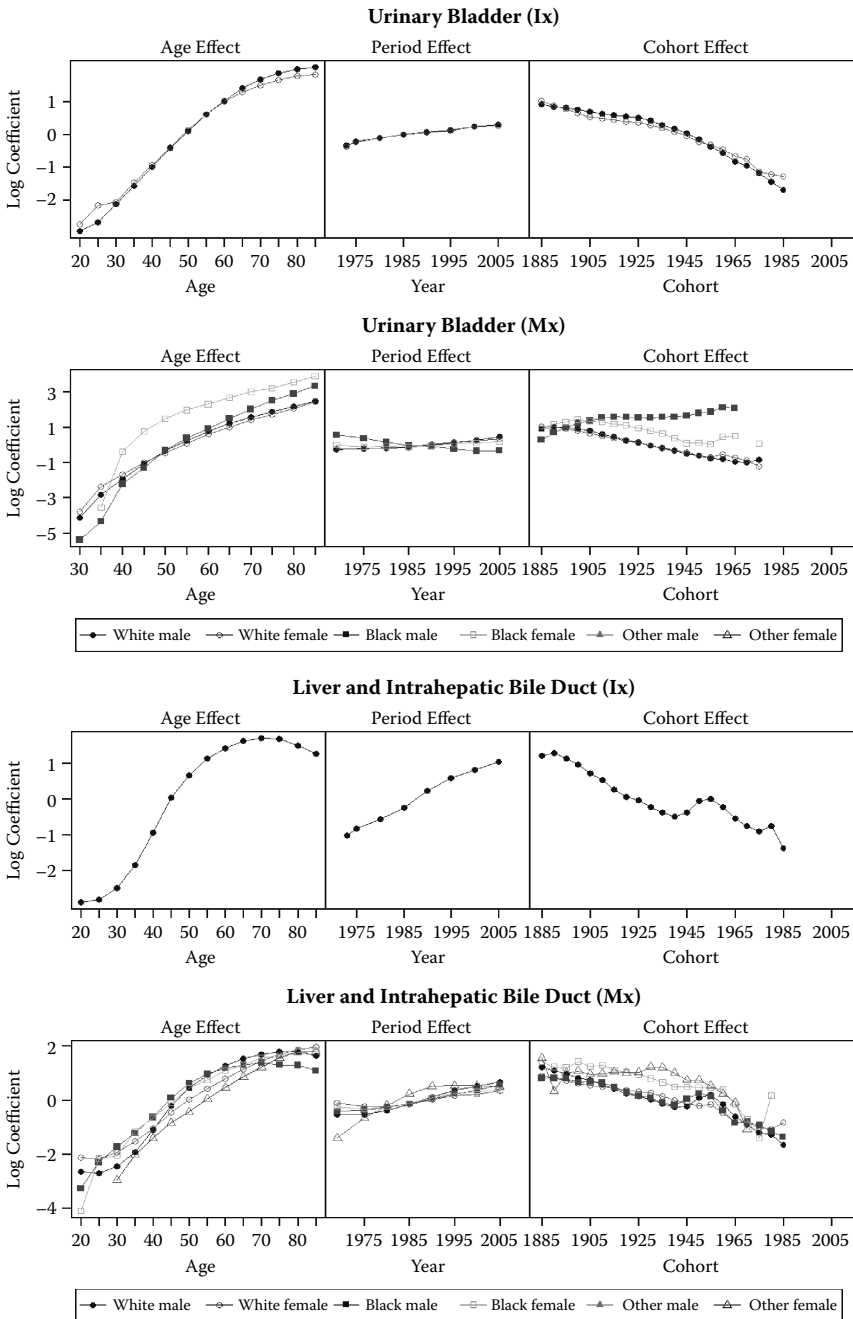 Urinary Bladder (Ix)
Age Effect Period Effect Cohort Effect
Log Coefficient
1
0
−1
−2
20 30 40 50 60 70 80 1975 1985 1995 2005 1885 1905 1925 1945 1965 1985 2005
Age Year Cohort
Urinary Bladder (Mx)
Age Effect Period Effect Cohort Effect
Log Coefficient
3
1
−1
−3
−5
30 40 50 60 70 80 1975 1985 1995 2005 1885 1905 1925 1945 1965 1985 2005
Age Year Cohort
White male White female Black male Black female Other male Other female
Liver and Intrahepatic Bile Duct (Ix)
Age Effect Period Effect Cohort Effect
Log Coefficient
1
0
−1
−2
20 30 40 50 60 70 80 1975 1985 1995 2005 1885 1905 1925 1945 1965 1985 2005
Age Year Cohort
Liver and Intrahepatic Bile Duct (Mx)
Age Effect Period Effect Cohort Effect
Log Coefficient
2
0
−2
−4
20 30 40 50 60 70 80 1975 1985 1995 2005 1885 1905 1925 1945 1965 1985 2005
Age Year Cohort
White male White female Black male Black female Other male Other female